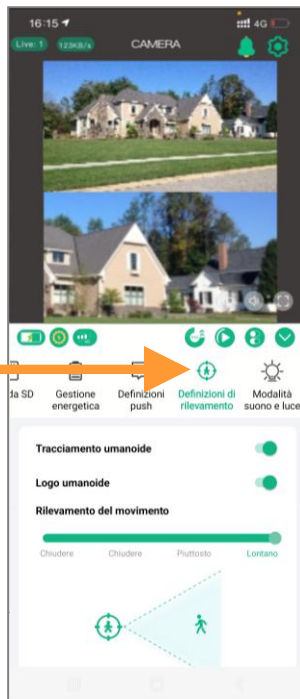 16:15 4G
Live: 1 123KB/s CAMERA
da SD Gestione energetica Definizioni push Definizioni di rilevamento Modalità suono e luce
Tracciamento umanoide
Logo umanoide
Rilevamento del movimento
Chiudere Chiudere Piuttosto Lontano